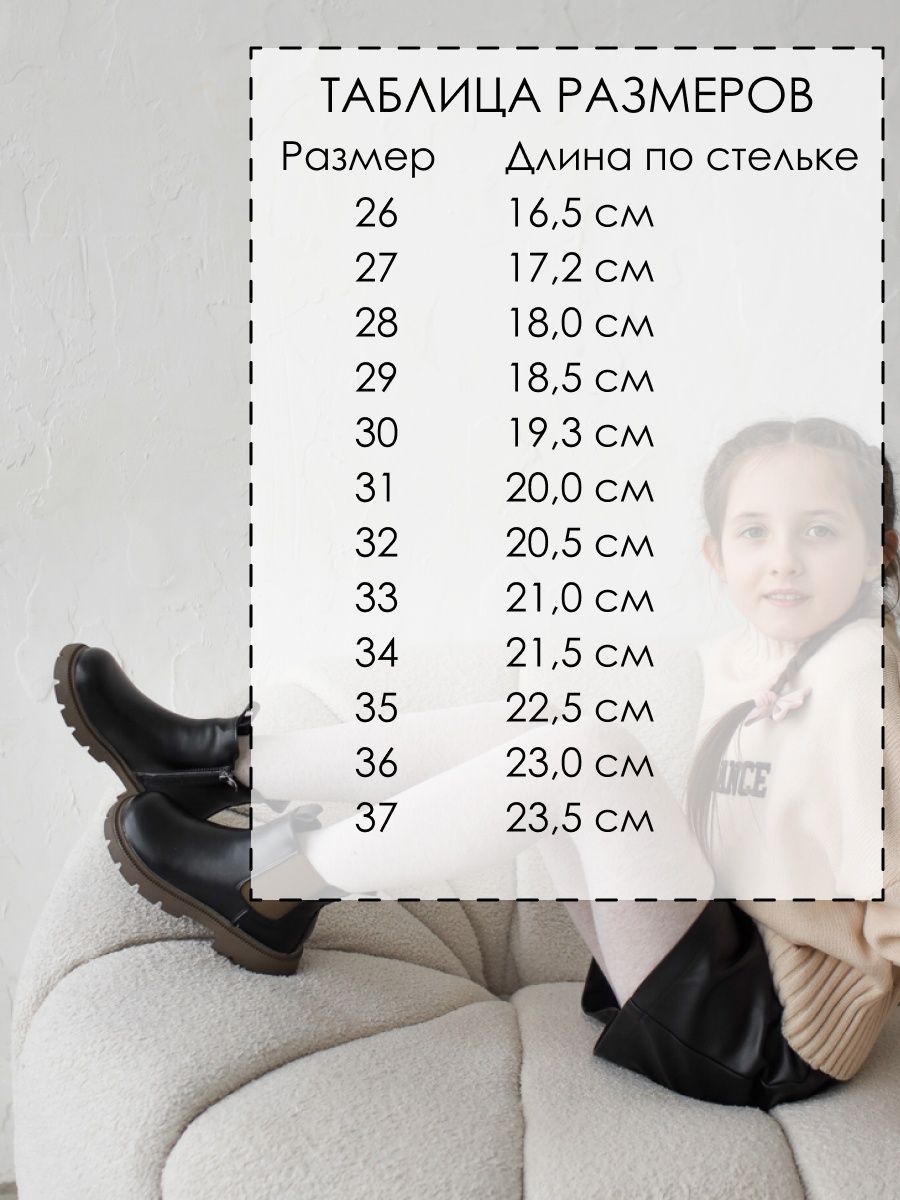 ТАБЛИЦА РАЗМЕРОВ
Размер Длина по стельке
26 16,5 см
27 17,2 см
28 18,0 см
29 18,5 см
30 19,3 см
31 20,0 см
32 20,5 см
33 21,0 см
34 21,5 см
35 22,5 см
36 23,0 см
37 23,5 см